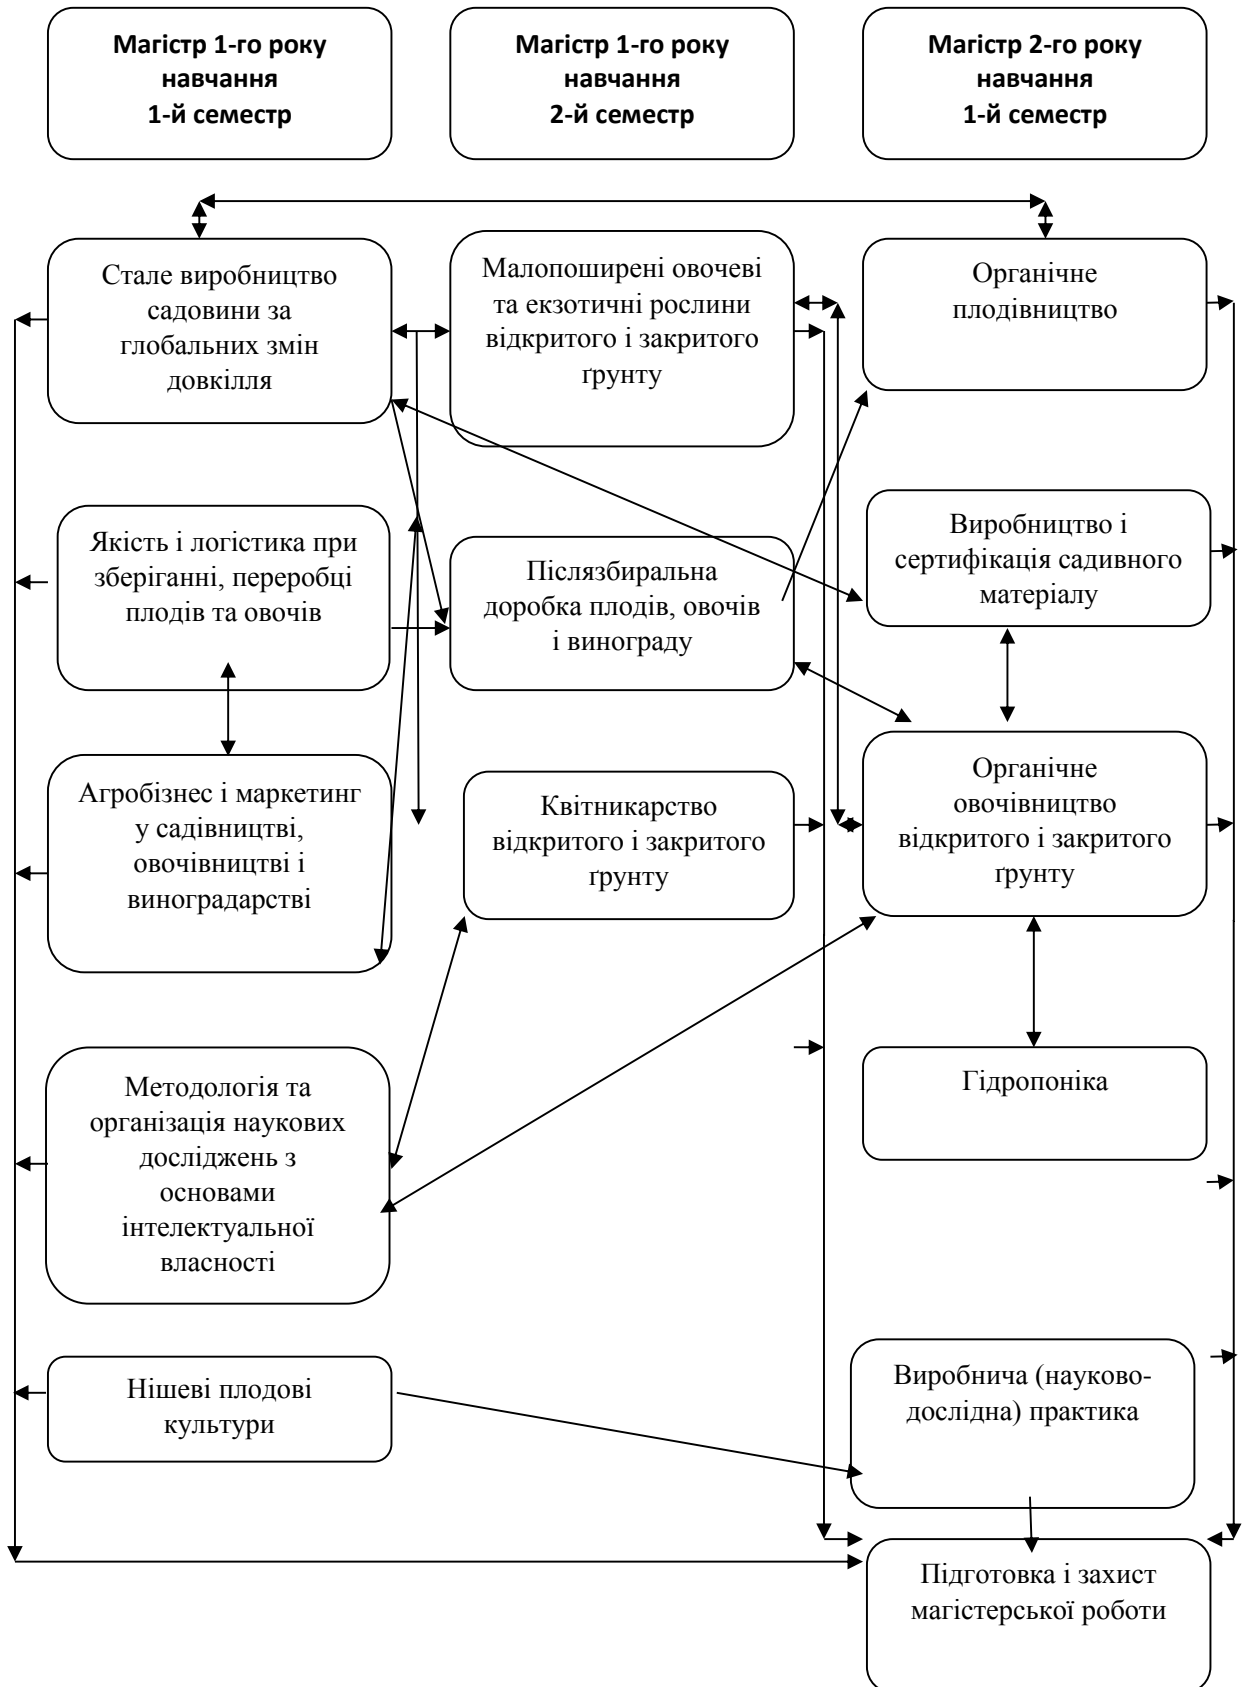 Магістр 1-го року
навчання
1-й семестр
Магістр 1-го року
навчання
2-й семестр
Магістр 2-го року
навчання
1-й семестр
Стале виробництво
садовини за
глобальних змін
довкілля
Малопоширені овочеві
та екзотичні рослини
відкритого і закритого
ґрунту
Органічне
плодівництво
Якість і логістика при
зберіганні, переробці
плодів та овочів
Післязбиральна
доробка плодів, овочів
і винограду
Виробництво і
сертифікація садивного
матеріалу
Агробізнес і маркетинг
у садівництві,
овочівництві і
виноградарстві
Квітникарство
відкритого і закритого
ґрунту
Органічне
овочівництво
відкритого і закритого
ґрунту
Методологія та
організація наукових
досліджень з
основами
інтелектуальної
власності
Гідропоніка
Нішеві плодові
культури
Виробнича (науково-
дослідна) практика
Підготовка і захист
магістерської роботи